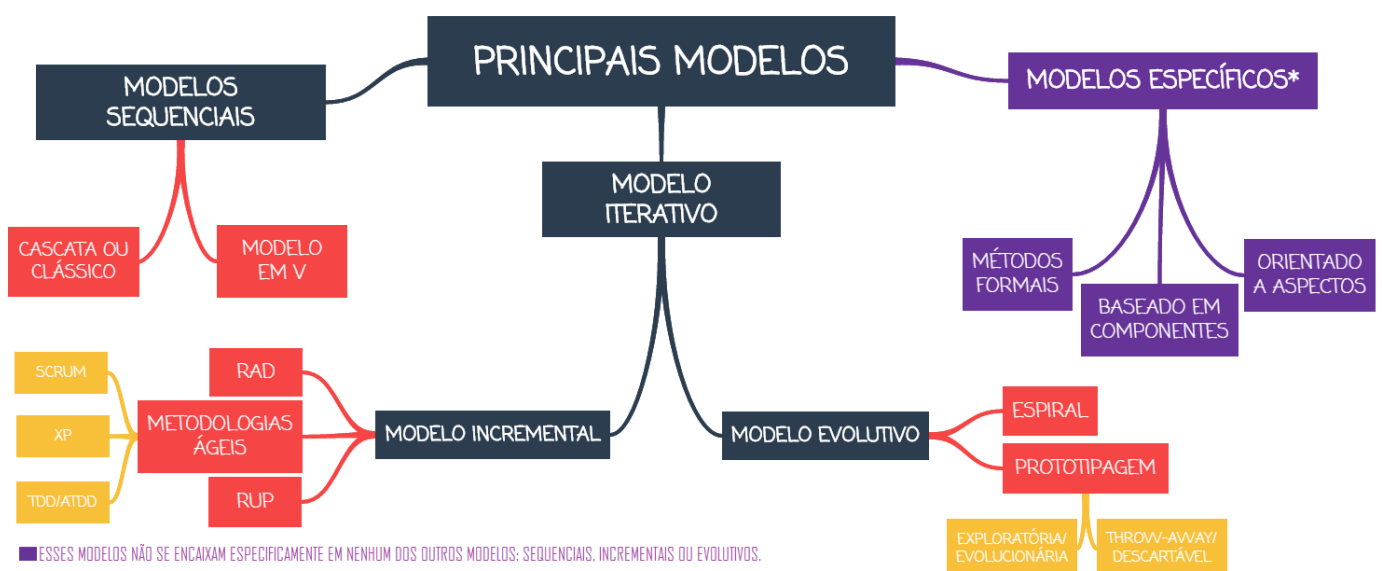 PRINCIPAIS MODELOS
MODELOS
SEQUENCIAIS
MODELOS ESPECÍFICOS*
MODELO
ITERATIVO
CASCATA OU
CLÁSSICO
MODELO
EM V
MÉTODOS
FORMAIS
BASEADO EM
COMPONENTES
ORIENTADO
A ASPECTOS
SCRUM
XP
TDD/ATDD
METODOLOGIAS
ÁGEIS
RAD
RUP
MODELO INCREMENTAL
MODELO EVOLUTIVO
ESPIRAL
PROTOTIPAGEM
EXPLORATÓRIA/
EVOLUCIONÁRIA
THROW-AWAY/
DESCARTÁVEL
ESSES MODELOS NÃO SE ENCAIXAM ESPECIFICAMENTE EM NENHUM DOS OUTROS MODELOS: SEQUENCIAIS, INCREMENTAIS OU EVOLUTIVOS.